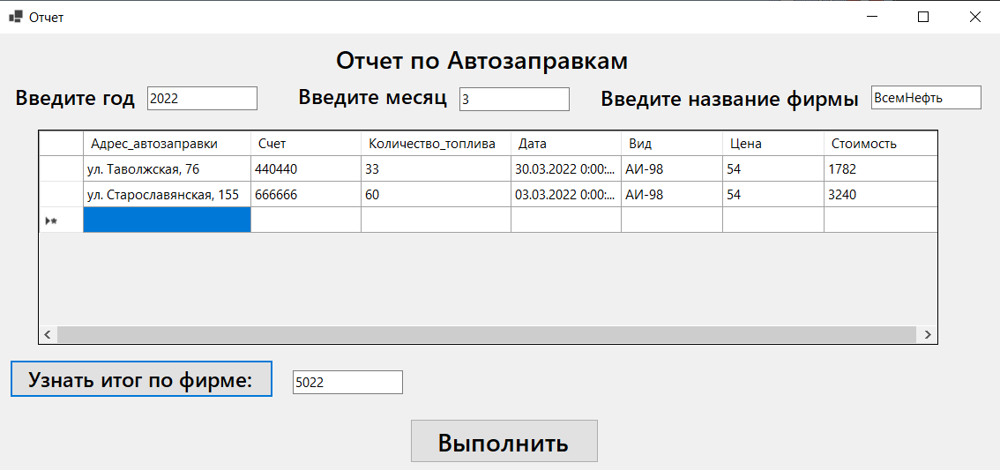 Отчет
Отчет по Автозаправкам
Введите год 2022 Введите месяц 3 Введите название фирмы ВсемНефть
Адрес_автозаправки Счет Количество_топлива Дата Вид Цена Стоимость
ул. Таволжская, 76 440440 33 30.03.2022 0:00:... АИ-98 54 1782
ул. Старославянская, 155 666666 60 03.03.2022 0:00:... АИ-98 54 3240
Узнать итог по фирме: 5022
Выполнить